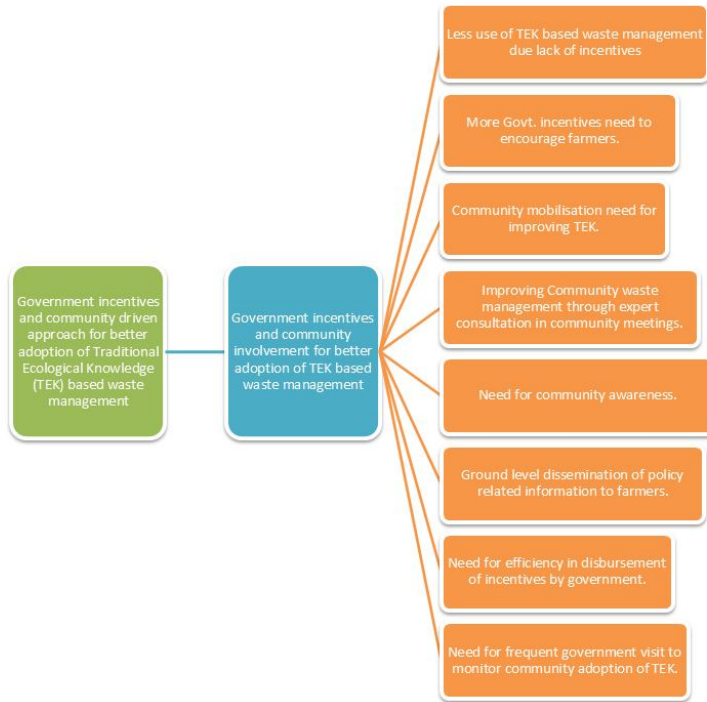 Government incentives
and community driven
approach for better
adoption of Traditional
Ecological Knowledge
(TEK) based waste
management
Government incentives
and community
involvement for better
adoption of TEK based
waste management
Less use of TEK based waste management
due lack of incentives
More Govt. incentives need to
encourage farmers.
Community mobilisation need for
improving TEK.
Improving Community waste
management through expert
consultation in community meetings.
Need for community awareness.
Ground level dissemination of policy
related information to farmers.
Need for efficiency in disbursement
of incentives by government.
Need for frequent government visit to
monitor community adoption of TEK.